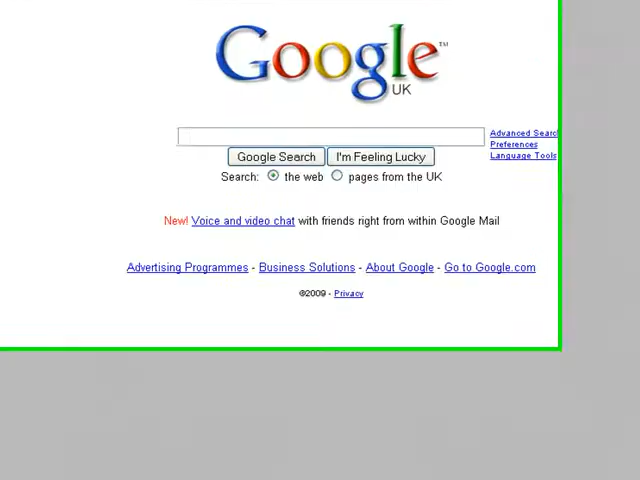 Google™
UK
Advanced Search
Google Search I'm Feeling Lucky Preferences
Language Tools
Search: the web pages from the UK
New! Voice and video chat with friends right from within Google Mail
Advertising Programmes - Business Solutions - About Google - Go to Google.com
©2009 - Privacy